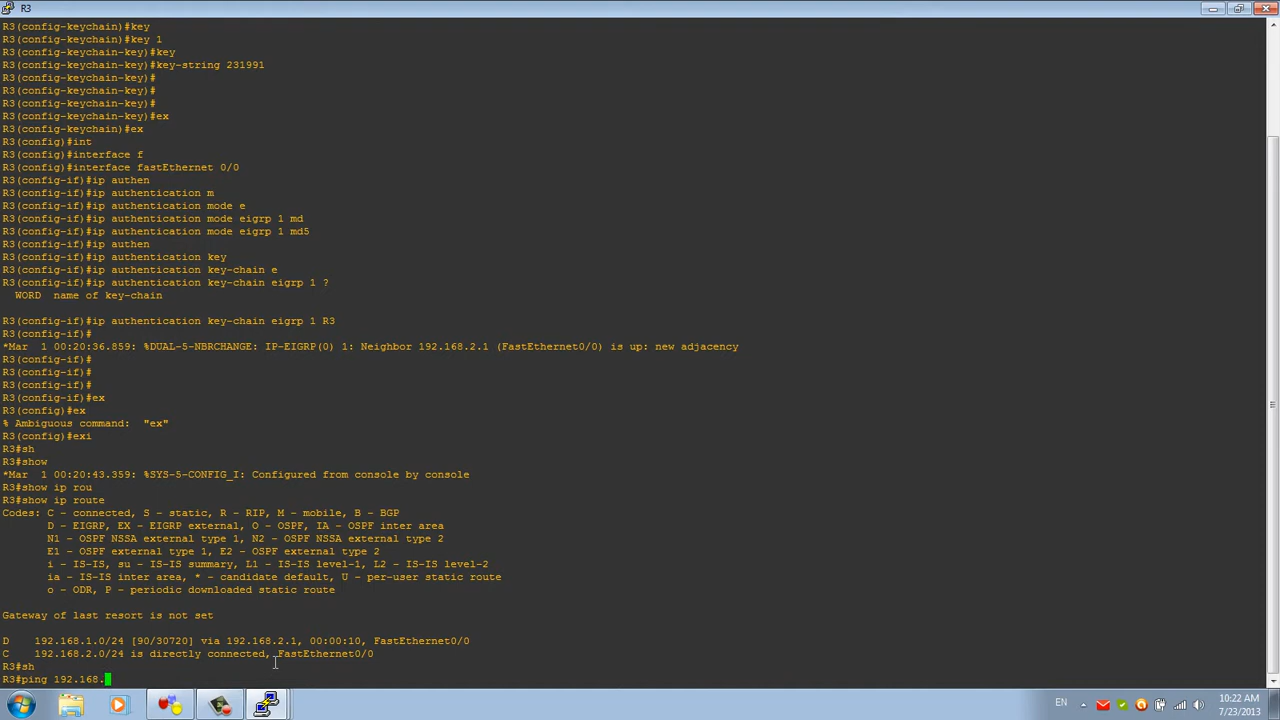 R3
R3(config-keychain)#key
R3(config-keychain)#key 1
R3(config-keychain-key)#key
R3(config-keychain-key)#key-string 231991
R3(config-keychain-key)#
R3(config-keychain-key)#
R3(config-keychain-key)#
R3(config-keychain-key)#ex
R3(config-keychain)#ex
R3(config)#int
R3(config)#interface f
R3(config)#interface fastEthernet 0/0
R3(config-if)#ip authen
R3(config-if)#ip authentication m
R3(config-if)#ip authentication mode e
R3(config-if)#ip authentication mode eigrp 1 md
R3(config-if)#ip authentication mode eigrp 1 md5
R3(config-if)#ip authen
R3(config-if)#ip authentication key
R3(config-if)#ip authentication key-chain e
R3(config-if)#ip authentication key-chain eigrp 1 ?
WORD  name of key-chain
R3(config-if)#ip authentication key-chain eigrp 1 R3
R3(config-if)#
*Mar  1 00:20:36.859: %DUAL-5-NBRCHANGE: IP-EIGRP(0) 1: Neighbor 192.168.2.1 (FastEthernet0/0) is up: new adjacency
R3(config-if)#
R3(config-if)#
R3(config-if)#
R3(config-if)#ex
R3(config)#ex
% Ambiguous command:  "ex"
R3(config)#exi
R3#sh
R3#show
*Mar  1 00:20:43.359: %SYS-5-CONFIG_I: Configured from console by console
R3#show ip rou
R3#show ip route
Codes: C - connected, S - static, R - RIP, M - mobile, B - BGP
D - EIGRP, EX - EIGRP external, O - OSPF, IA - OSPF inter area
N1 - OSPF NSSA external type 1, N2 - OSPF NSSA external type 2
E1 - OSPF external type 1, E2 - OSPF external type 2
i - IS-IS, su - IS-IS summary, L1 - IS-IS level-1, L2 - IS-IS level-2
ia - IS-IS inter area, * - candidate default, U - per-user static route
o - ODR, P - periodic downloaded static route
Gateway of last resort is not set
D    192.168.1.0/24 [90/30720] via 192.168.2.1, 00:00:10, FastEthernet0/0
C    192.168.2.0/24 is directly connected, FastEthernet0/0
R3#sh
R3#ping 192.168.
EN
10:22 AM
7/23/2013